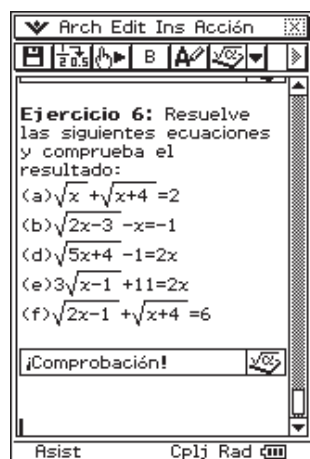 Arch Edit Ins Acción
B
Ejercicio 6: Resuelve
las siguientes ecuaciones
y comprueba el
resultado:
(a)√x +√x+4 =2
(b)√2x-3 -x=-1
(d)√5x+4 -1=2x
(e)3√x-1 +11=2x
(f)√2x-1 +√x+4 =6
¡Comprobación!
Asist Cplj Rad